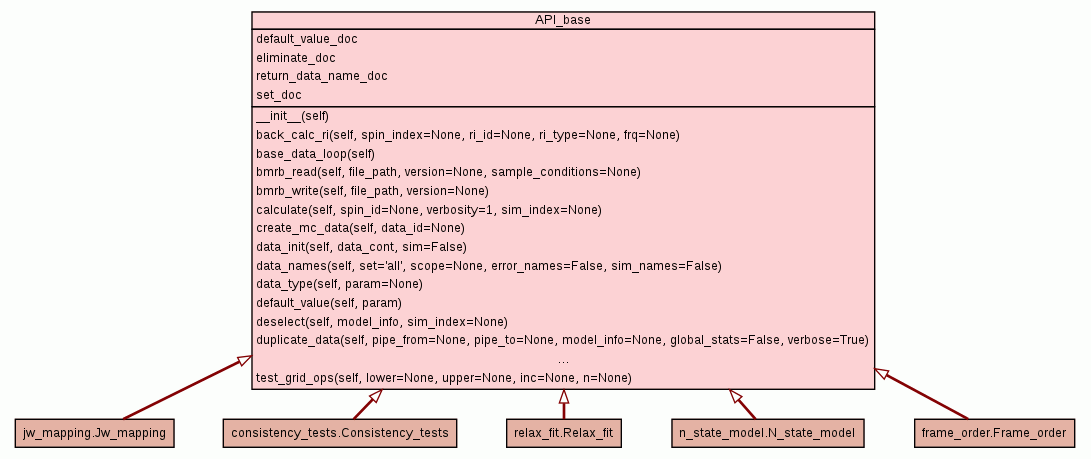 API_base
default_value_doc
eliminate_doc
return_data_name_doc
set_doc
__init__(self)
back_calc_ri(self, spin_index=None, ri_id=None, ri_type=None, frq=None)
base_data_loop(self)
bmrb_read(self, file_path, version=None, sample_conditions=None)
bmrb_write(self, file_path, version=None)
calculate(self, spin_id=None, verbosity=1, sim_index=None)
create_mc_data(self, data_id=None)
data_init(self, data_cont, sim=False)
data_names(self, set='all', scope=None, error_names=False, sim_names=False)
data_type(self, param=None)
default_value(self, param)
deselect(self, model_info, sim_index=None)
duplicate_data(self, pipe_from=None, pipe_to=None, model_info=None, global_stats=False, verbose=True)
...
test_grid_ops(self, lower=None, upper=None, inc=None, n=None)
jw_mapping.Jw_mapping
consistency_tests.Consistency_tests
relax_fit.Relax_fit
n_state_model.N_state_model
frame_order.Frame_order